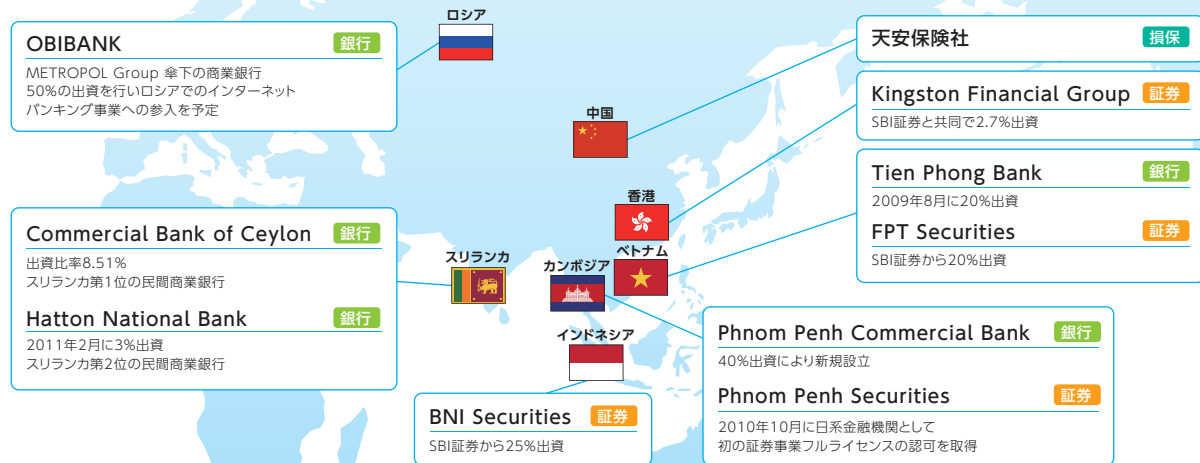 ロシア
OBIBANK 銀行
METROPOL Group 傘下の商業銀行
50%の出資を行いロシアでのインターネット
バンキング事業への参入を予定
中国
天安保険社 損保
Kingston Financial Group 証券
SBI証券と共同で2.7%出資
香港
Tien Phong Bank 銀行
2009年8月に20%出資
FPT Securities 証券
SBI証券から20%出資
ベトナム
スリランカ
Commercial Bank of Ceylon 銀行
出資比率8.51%
スリランカ第1位の民間商業銀行
Hatton National Bank 銀行
2011年2月に3%出資
スリランカ第2位の民間商業銀行
カンボジア
Phnom Penh Commercial Bank 銀行
40%出資により新規設立
Phnom Penh Securities 証券
2010年10月に日系金融機関として
初の証券事業フルライセンスの認可を取得
インドネシア
BNI Securities 証券
SBI証券から25%出資